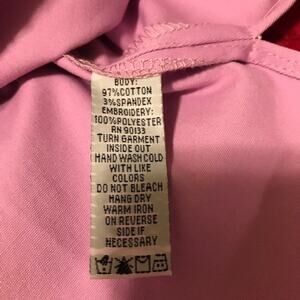 BODY:
97%COTTON
3%SPANDEX
EMBROIDERY:
100%POLYESTER
RN 90133
TURN GARMENT
INSIDE OUT
HAND WASH COLD
WITH LIKE
COLORS
DO NOT BLEACH
HANG DRY
WARM IRON
ON REVERSE
SIDE IF
NECESSARY